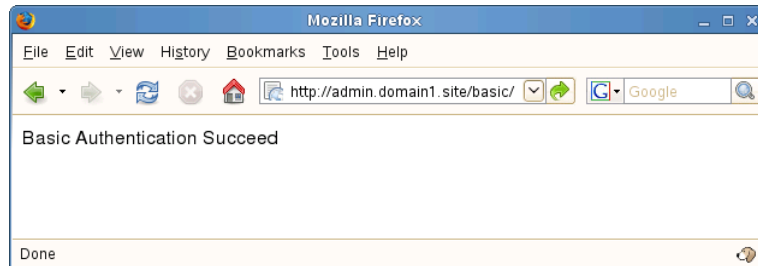 Mozilla Firefox
File Edit View History Bookmarks Tools Help
http://admin.domain1.site/basic/ G Google
Basic Authentication Succeed
Done